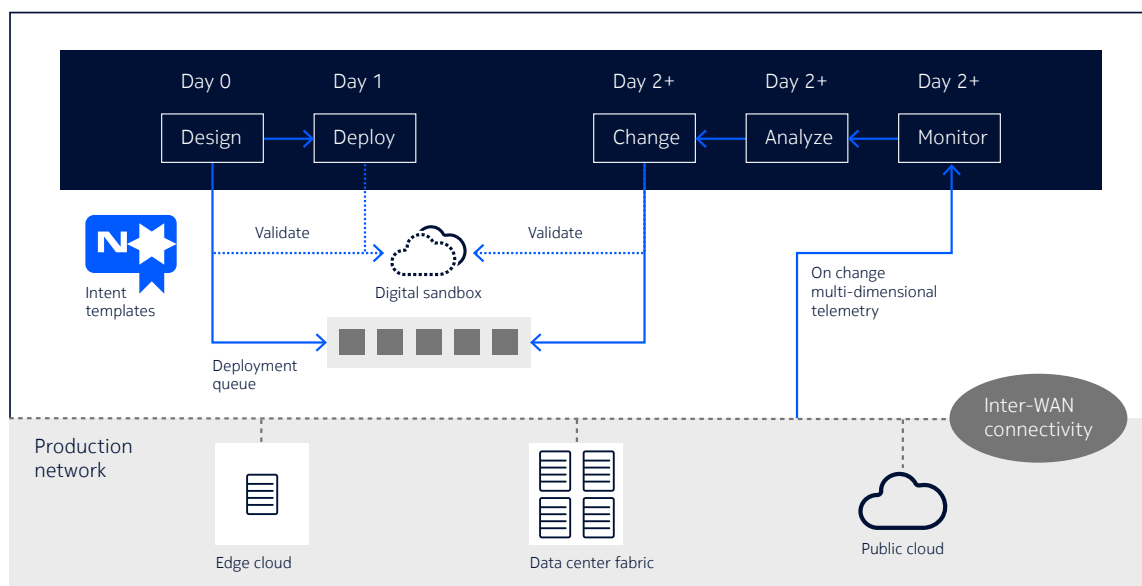 Day 0
Day 1
Day 2+
Day 2+
Day 2+
Design
Deploy
Change
Analyze
Monitor
N
Validate
Validate
Intent
templates
Digital sandbox
On change
multi-dimensional
telemetry
Deployment
queue
Inter-WAN
connectivity
Production
network
Edge cloud
Data center fabric
Public cloud